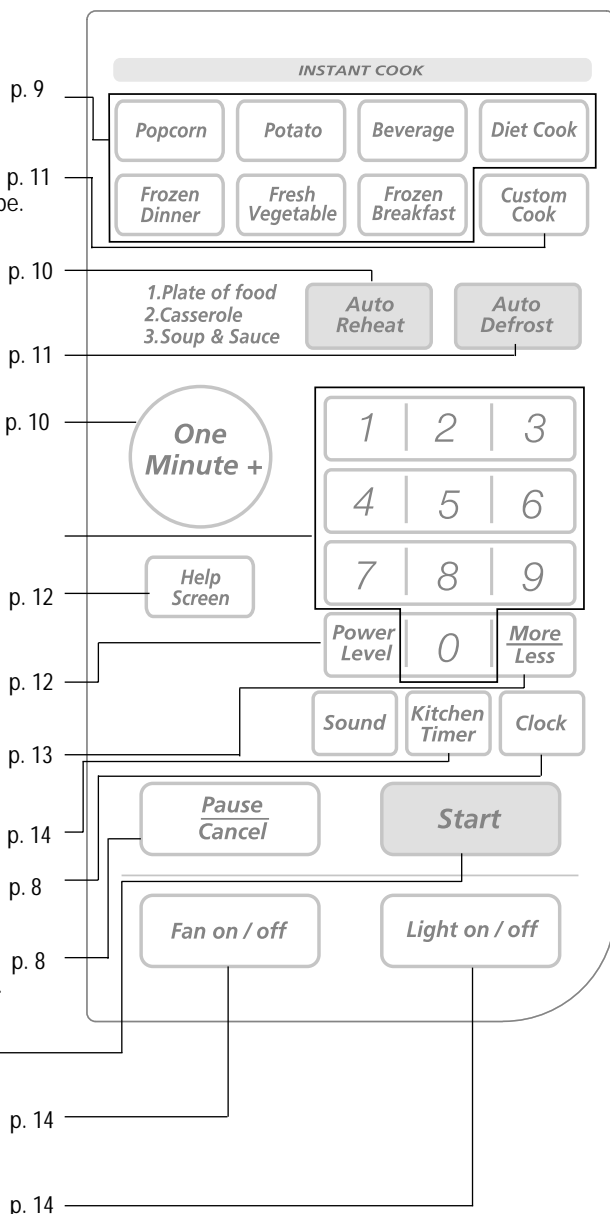 INSTANT COOK
p. 9
Popcorn Potato Beverage Diet Cook
p. 11
pe.
Frozen Dinner
Fresh Vegetable
Frozen Breakfast
Custom Cook
p. 10
1.Plate of food
2.Casserole
3.Soup & Sauce
Auto Reheat
Auto Defrost
p. 11
p. 10
One
Minute +
1 2 3
4 5 6
7 8 9
p. 12
Help
Screen
Power
Level
0
More
Less
p. 12
Sound
Kitchen
Timer
Clock
p. 13
Pause
Cancel
Start
p. 14
p. 8
Fan on / off
Light on / off
p. 8
p. 14
p. 14